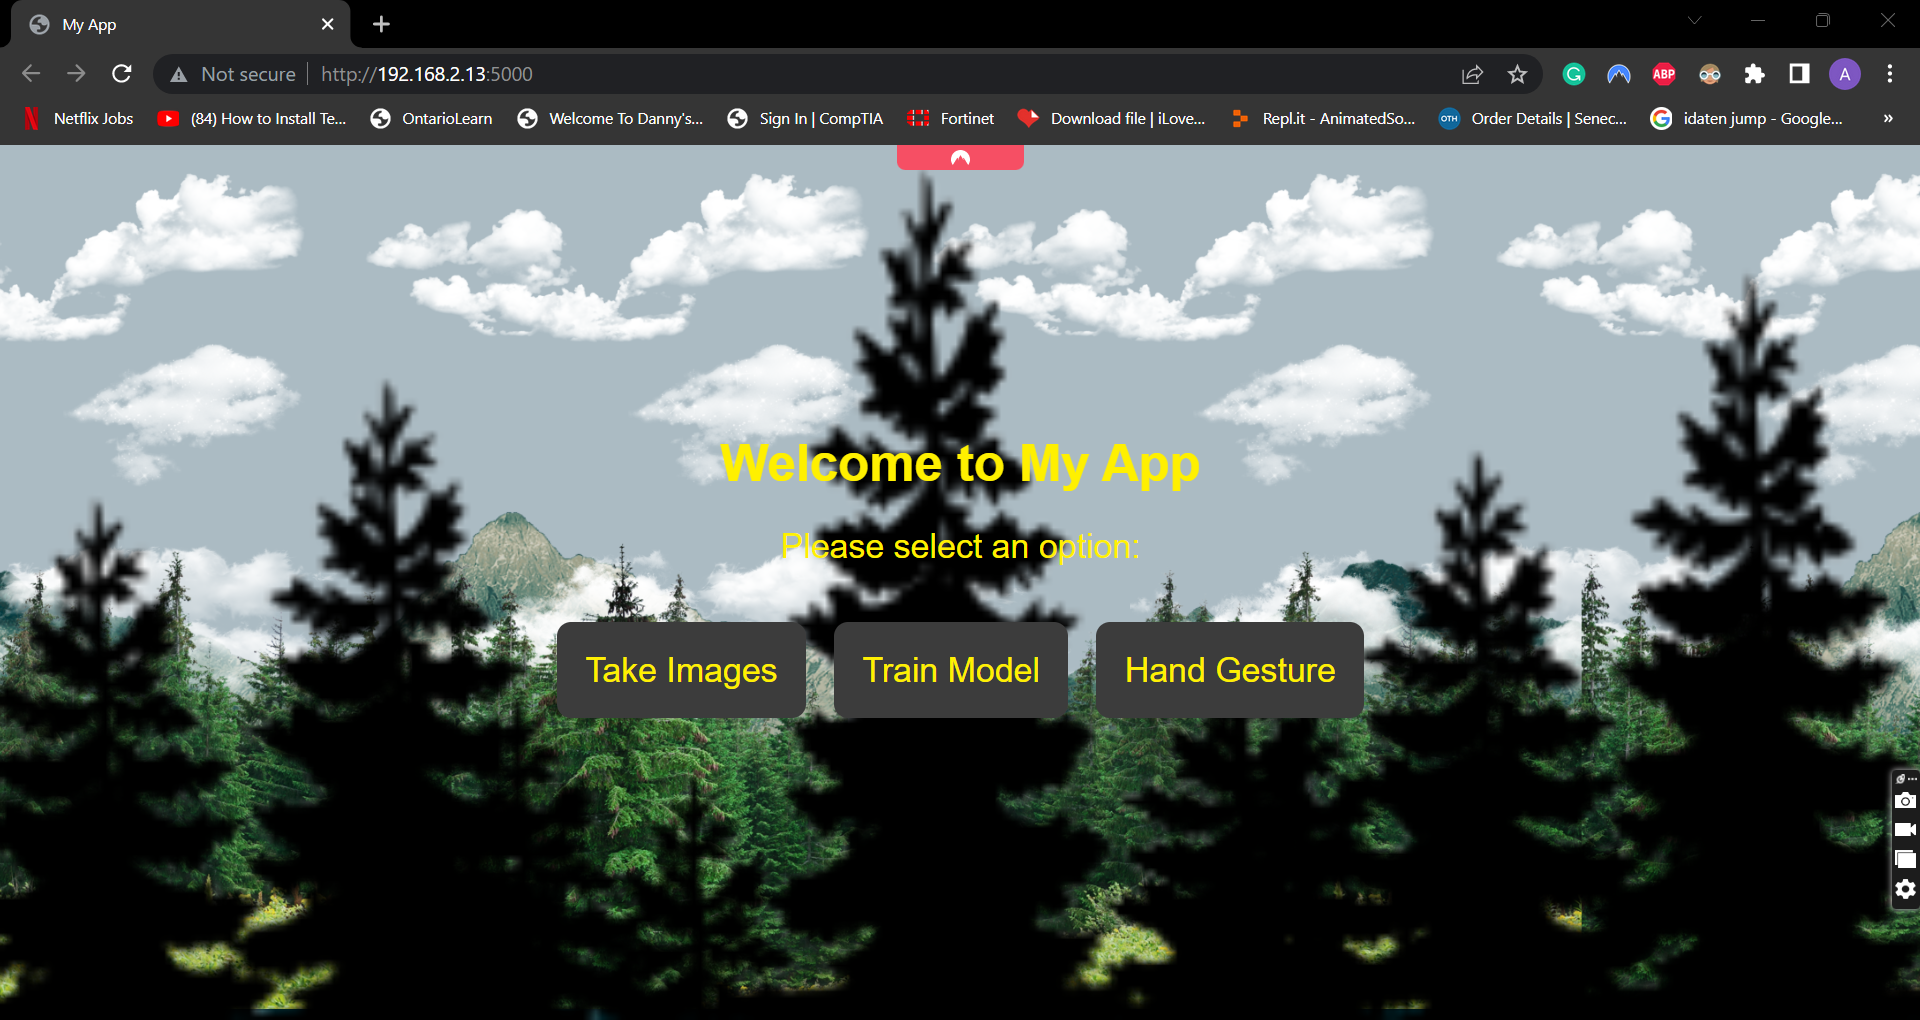 My App
Not secure http://192.168.2.13:5000
ABP
A
Netflix Jobs (84) How to Install Te... OntarioLearn Welcome To Danny's... Sign In | CompTIA Fortinet Download file | iLove... Repl.it - AnimatedSo... OTH Order Details | Senec... idaten jump - Google... »
Welcome to My App
Please select an option:
Take Images Train Model Hand Gesture